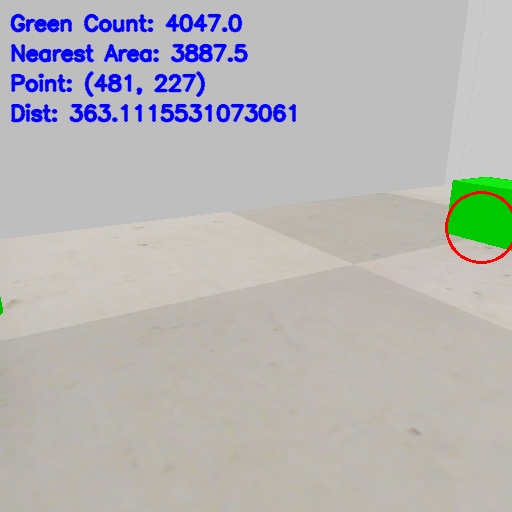 Green Count: 4047.0
Nearest Area: 3887.5
Point: (481, 227)
Dist: 363.1115531073061